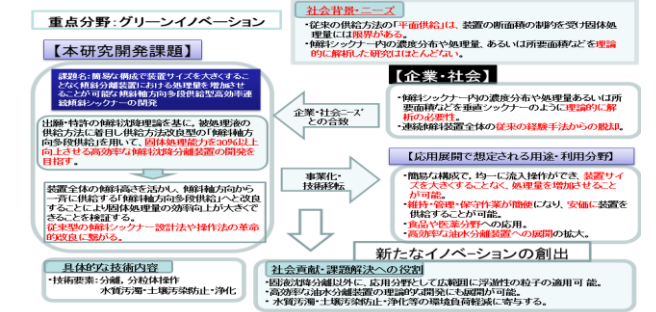 重点分野：グリーンイノベーション
【本研究開発課題】
課題名：簡易な構成で装置サイズを大きくするこ
となく傾斜分離装置における処理量を増加させ
ることが可能な傾斜軸方向多段供給型高効率連
続傾斜シックナーの開発
出願・特許の傾斜沈降理論を基に。被処理液の
供給方法に着目し供給方法改良型の「傾斜軸方
向多段供給」を用いて、固体処理能力を30％以上
向上させる高効率な傾斜沈降分離装置の開発を
目指す。
装置全体の傾斜高さを活かし、傾斜軸方向から
一斉に供給する「傾斜軸方向多段供給」へと改良
することにより固体処理量の効率向上が大きくで
きることを検証する。
従来型の傾斜シックナー設計法や操作法の革命
的改良に繋がる。
具体的な技術内容
・技術要素：分離，分粒体操作
水質汚濁・土壌汚染防止・浄化
社会背景・ニーズ
・従来の供給方法の「平面供給」は、装置の断面積の制約を受け固体処
理量には限界がある。
・傾斜シックナー内の濃度分布や処理量、あるいは所要面積などを理論
的に解析した研究はほとんどない。
【企業・社会】
・傾斜シックナー内の濃度分布や処理量あるいは所
要面積などを垂直シックナーのように理論的に解
析の必要性。
・連続傾斜装置全体の従来の経験手法からの脱却。
企業・社会ニーズ
との合致
事業化・
技術移転
【応用展開で想定される用途・利用分野】
・簡易な構成で、均一に流入操作ができ、装置サイ
ズを大きくすることなく、処理量を増加させること
が可能。
・維持・管理・保守作業が簡便になり、安価に装置を
供給することが可能。
・食品や医薬分野への応用。
・高効率な油水分離装置への展開の拡大。
新たなイノベーションの創出
社会貢献・課題解決への役割
・固液沈降分離以外に、応用分野として広範囲に浮遊性の粒子の適用可能。
・高効率な油水分離装置の理論的な開発にも展開が可能。
・水質汚濁・土壌汚染防止・浄化等の環境負荷軽減に寄与する。